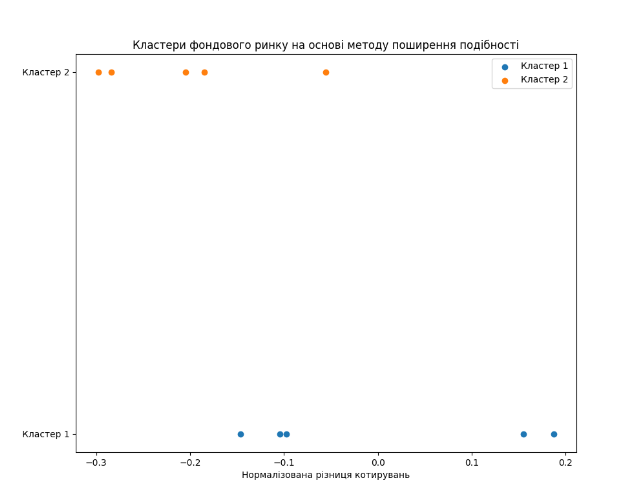 Кластери фондового ринку на основі методу поширення подібності
Кластер 2
Кластер 1
Кластер 2
Кластер 1
−0.3 −0.2 −0.1 0.0 0.1 0.2
Нормалізована різниця котирувань